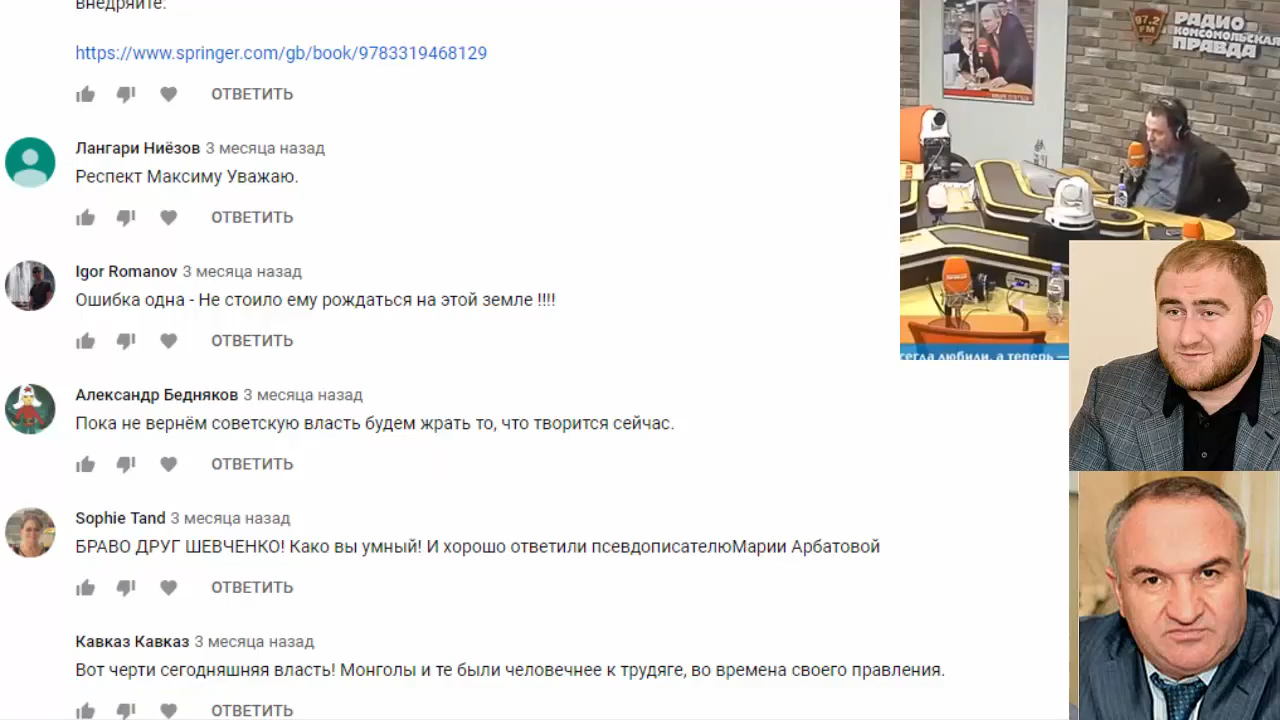 внедряйте:
https://www.springer.com/gb/book/9783319468129
ОТВЕТИТЬ
Лангари Ниёзов 3 месяца назад
Респект Максиму Уважаю.
ОТВЕТИТЬ
Igor Romanov 3 месяца назад
Ошибка одна - Не стоило ему рождаться на этой земле !!!!
ОТВЕТИТЬ
Александр Бедняков 3 месяца назад
Пока не вернём советскую власть будем жрать то, что творится сейчас.
ОТВЕТИТЬ
Sophie Tand 3 месяца назад
БРАВО ДРУГ ШЕВЧЕНКО! Како вы умный! И хорошо ответили псевдописателюМарии Арбатовой
ОТВЕТИТЬ
Кавказ Кавказ 3 месяца назад
Вот черти сегодняшняя власть! Монголы и те были человечнее к трудяге, во времена своего правления.
ОТВЕТИТЬ
97.2 FM
РАДИО
КОМСОМОЛЬСКАЯ
ПРАВДА
сегда любили, а теперь —